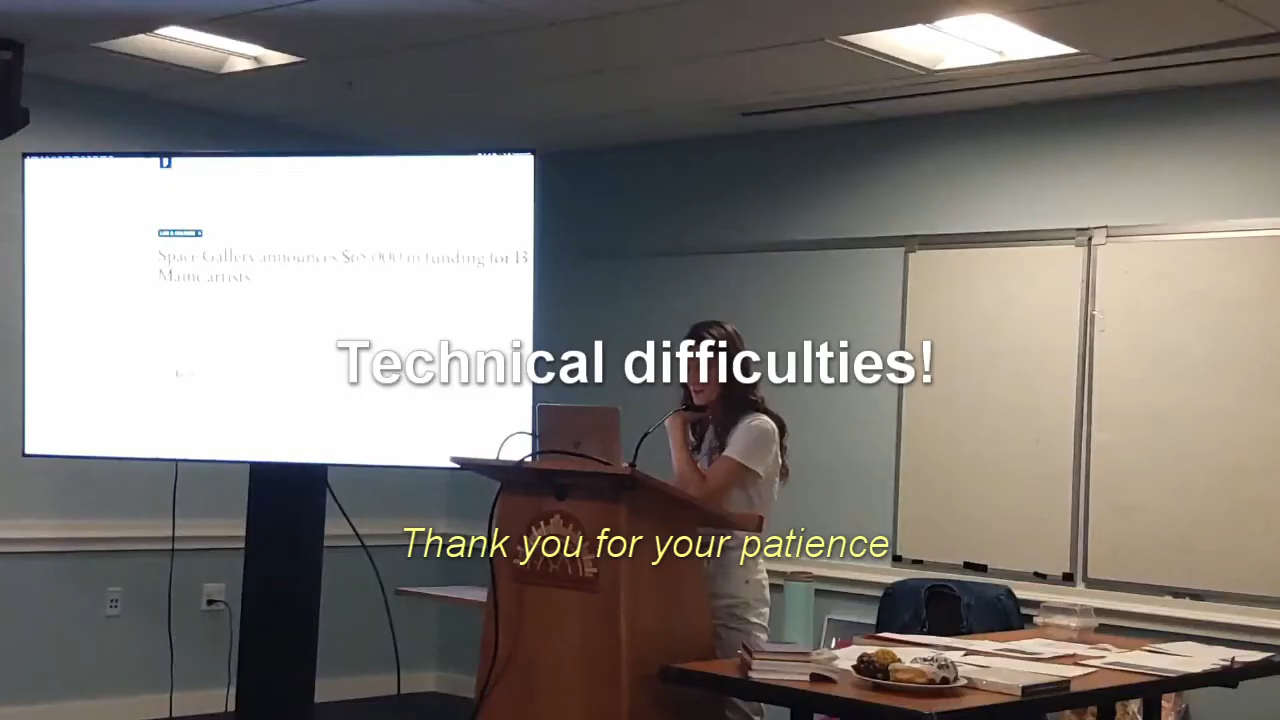 Space Gallery announces $65,000 in funding for 13
Maine artists
Technical difficulties!
Thank you for your patience